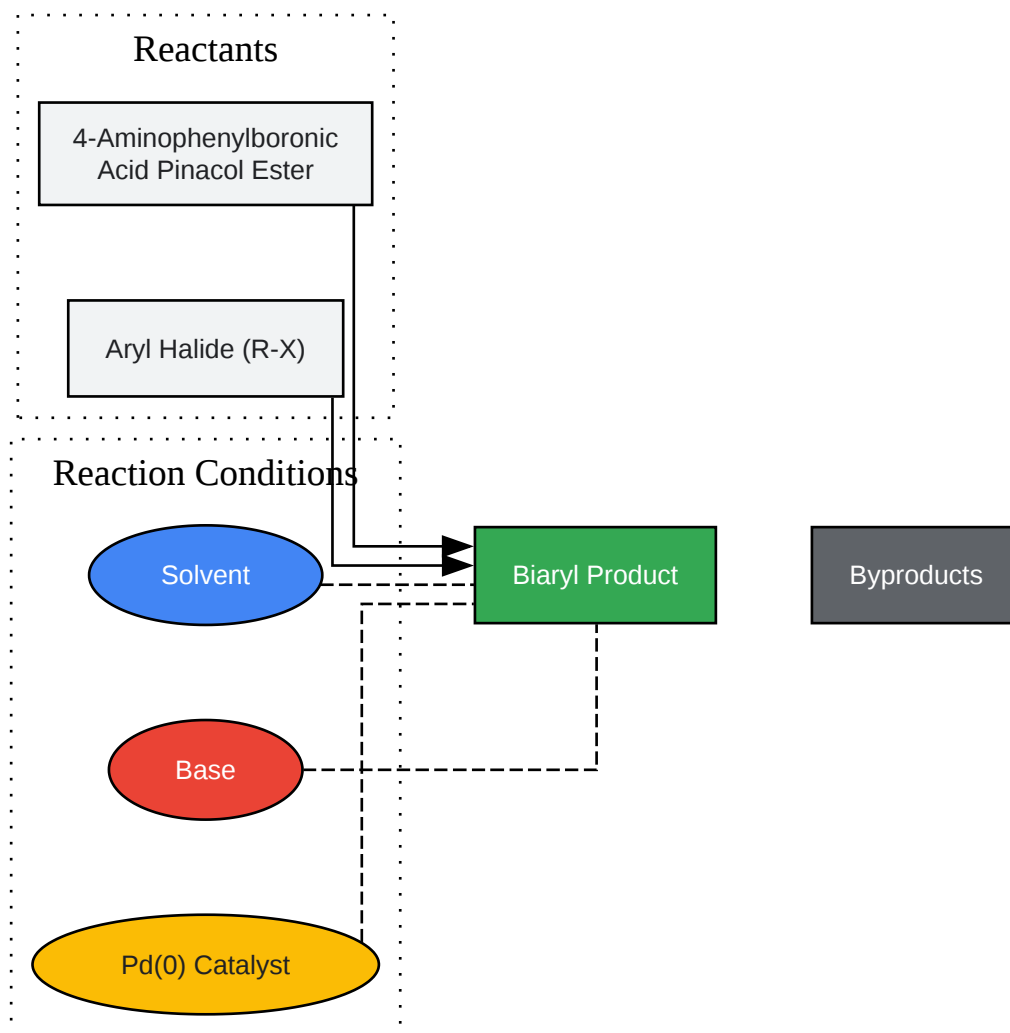 Reactants
4-Aminophenylboronic
Acid Pinacol Ester
Aryl Halide (R-X)
Reaction Conditions
Solvent
Biaryl Product
Byproducts
Base
Pd(0) Catalyst